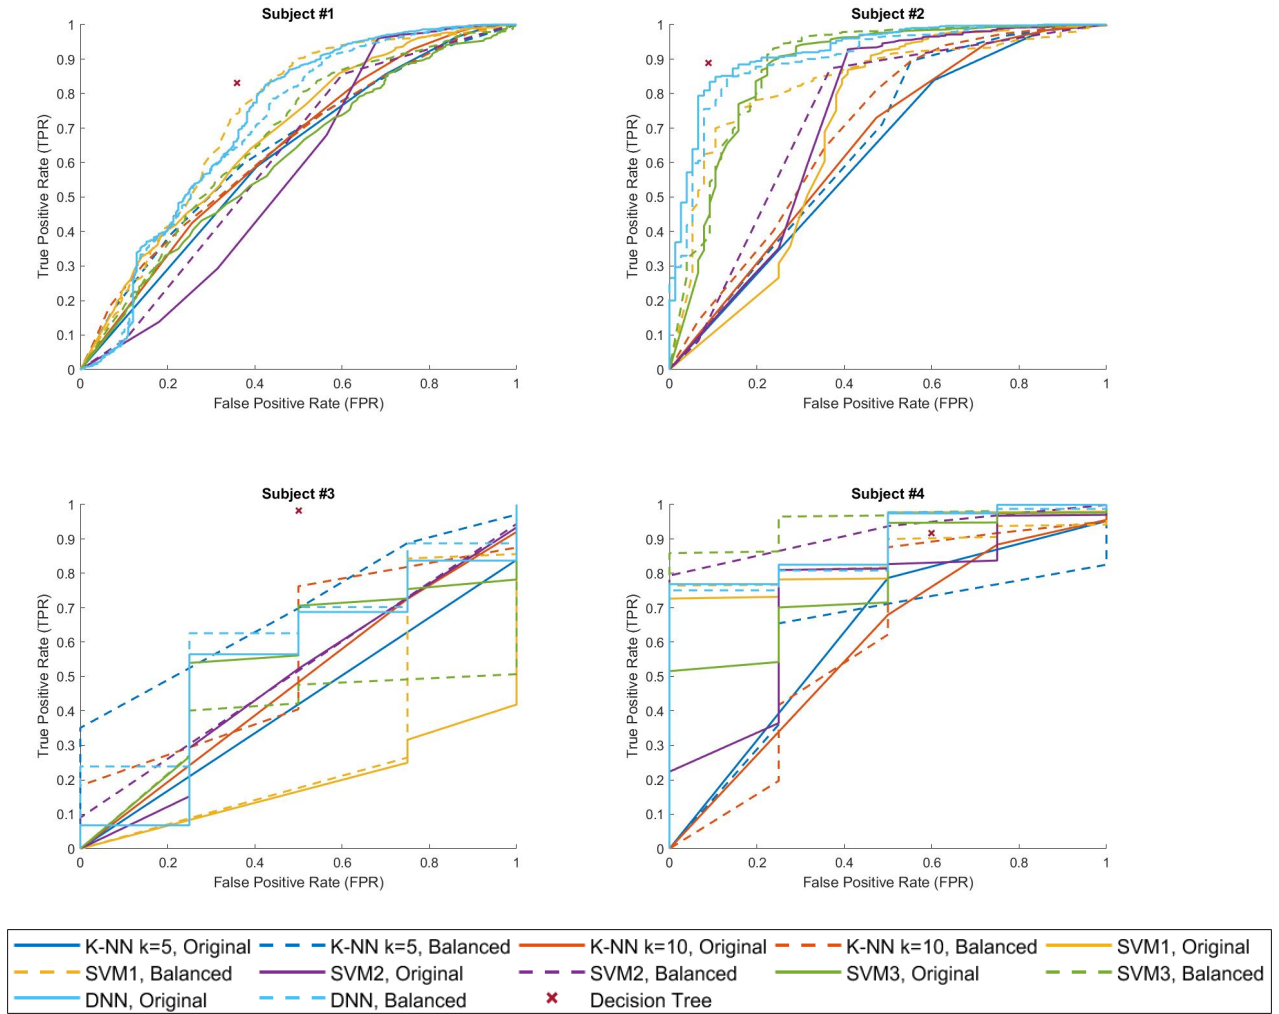 Subject #1
1
0.9
0.8
0.7
0.6
0.5
0.4
0.3
0.2
0.1
0
0 0.2 0.4 0.6 0.8 1
True Positive Rate (TPR)
False Positive Rate (FPR)
Subject #2
1
0.9
0.8
0.7
0.6
0.5
0.4
0.3
0.2
0.1
0
0 0.2 0.4 0.6 0.8 1
True Positive Rate (TPR)
False Positive Rate (FPR)
Subject #3
1
0.9
0.8
0.7
0.6
0.5
0.4
0.3
0.2
0.1
0
0 0.2 0.4 0.6 0.8 1
True Positive Rate (TPR)
False Positive Rate (FPR)
Subject #4
1
0.9
0.8
0.7
0.6
0.5
0.4
0.3
0.2
0.1
0
0 0.2 0.4 0.6 0.8 1
True Positive Rate (TPR)
False Positive Rate (FPR)
K-NN k=5, Original K-NN k=5, Balanced K-NN k=10, Original K-NN k=10, Balanced SVM1, Original
SVM1, Balanced SVM2, Original SVM2, Balanced SVM3, Original SVM3, Balanced
DNN, Original DNN, Balanced Decision Tree